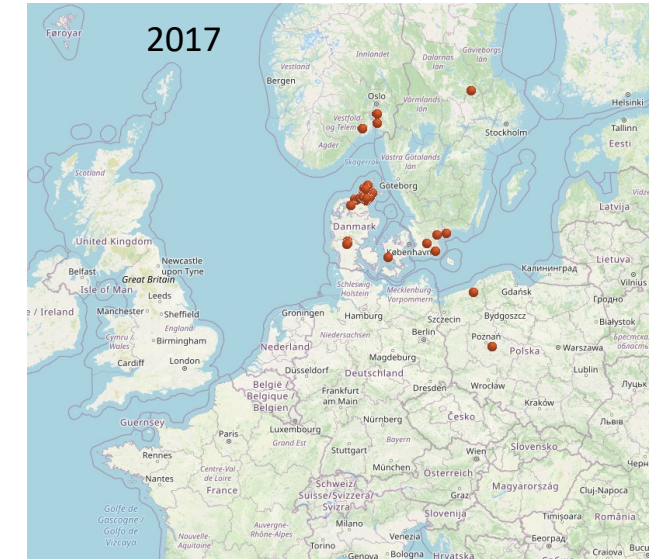 2017
Føroyar
Innlandet
Dalarnas
län
Gävleborgs
län
Vestland
Bergen
Oslo
Värmlands
län
Helsinki
Vestfold
og Telem
Stockholm
Tallinn
Eesti
Agder
Skagerrak
Västra Götalands
län
Scotland
Göteborg
Latvija
Danmark
United Kingdom
København
Lietuva
Newcastle
upon Tyne
Калининград
Vilnius
Belfast
Great Britain
Schleswig-
Holstein
Mecklenburg-
Vorpommern
Gdańsk
Isle of Man
Leeds
Гродно
e / Ireland
Manchester
Sheffield
Groningen
Hamburg
Szczecin
Bydgoszcz
Białystok
England
Niedersachsen
Berlin
Poznań
Cymru /
Wales
Birmingham
Nederland
Polska
Warszawa
Magdeburg
Cardiff
London
Düsseldorf
Deutschland
Lublin
België
Belgique
Belgien
Frankfurt
am Main
Dresden
Wrocław
Луцьк
Kraków
Guernsey
Česko
Львів
Luxembourg
Nürnberg
Paris
Grand Est
Bayern
Slovensko
Rennes
Stuttgart
Wien
München
Nantes
Centre-Val
de Loire
Österreich
Magyarország
France
Schweiz/
Suisse/Svizzera/
Svizra
Graz
Cluj-Napoca
Slovenija
Golfe de
Gascogne /
Golfo de
Vizcaya
Timișoara
România
Nouvelle-
Aquitaine
Auvergne-
Rhône-Alpes
Milano
Venezia
Београд
Torino
Genova
Bologna
Hrvatska
Craiova